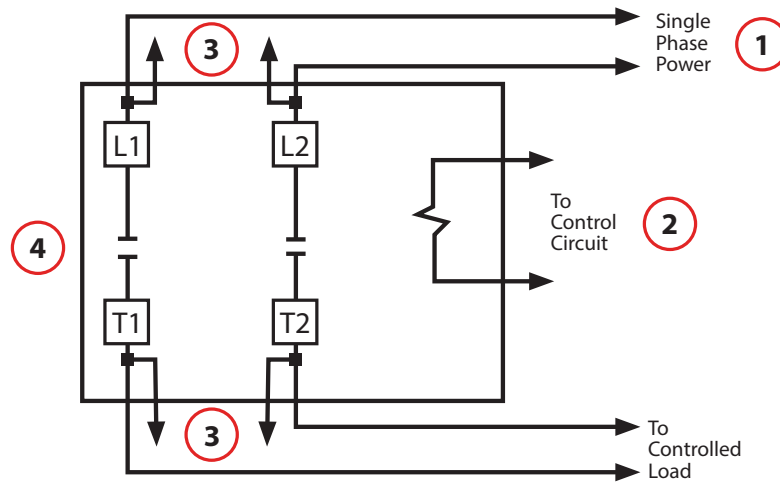 Single
Phase
Power
1
3
L1
L2
To
Control
Circuit
2
4
T1
T2
3
To
Controlled
Load